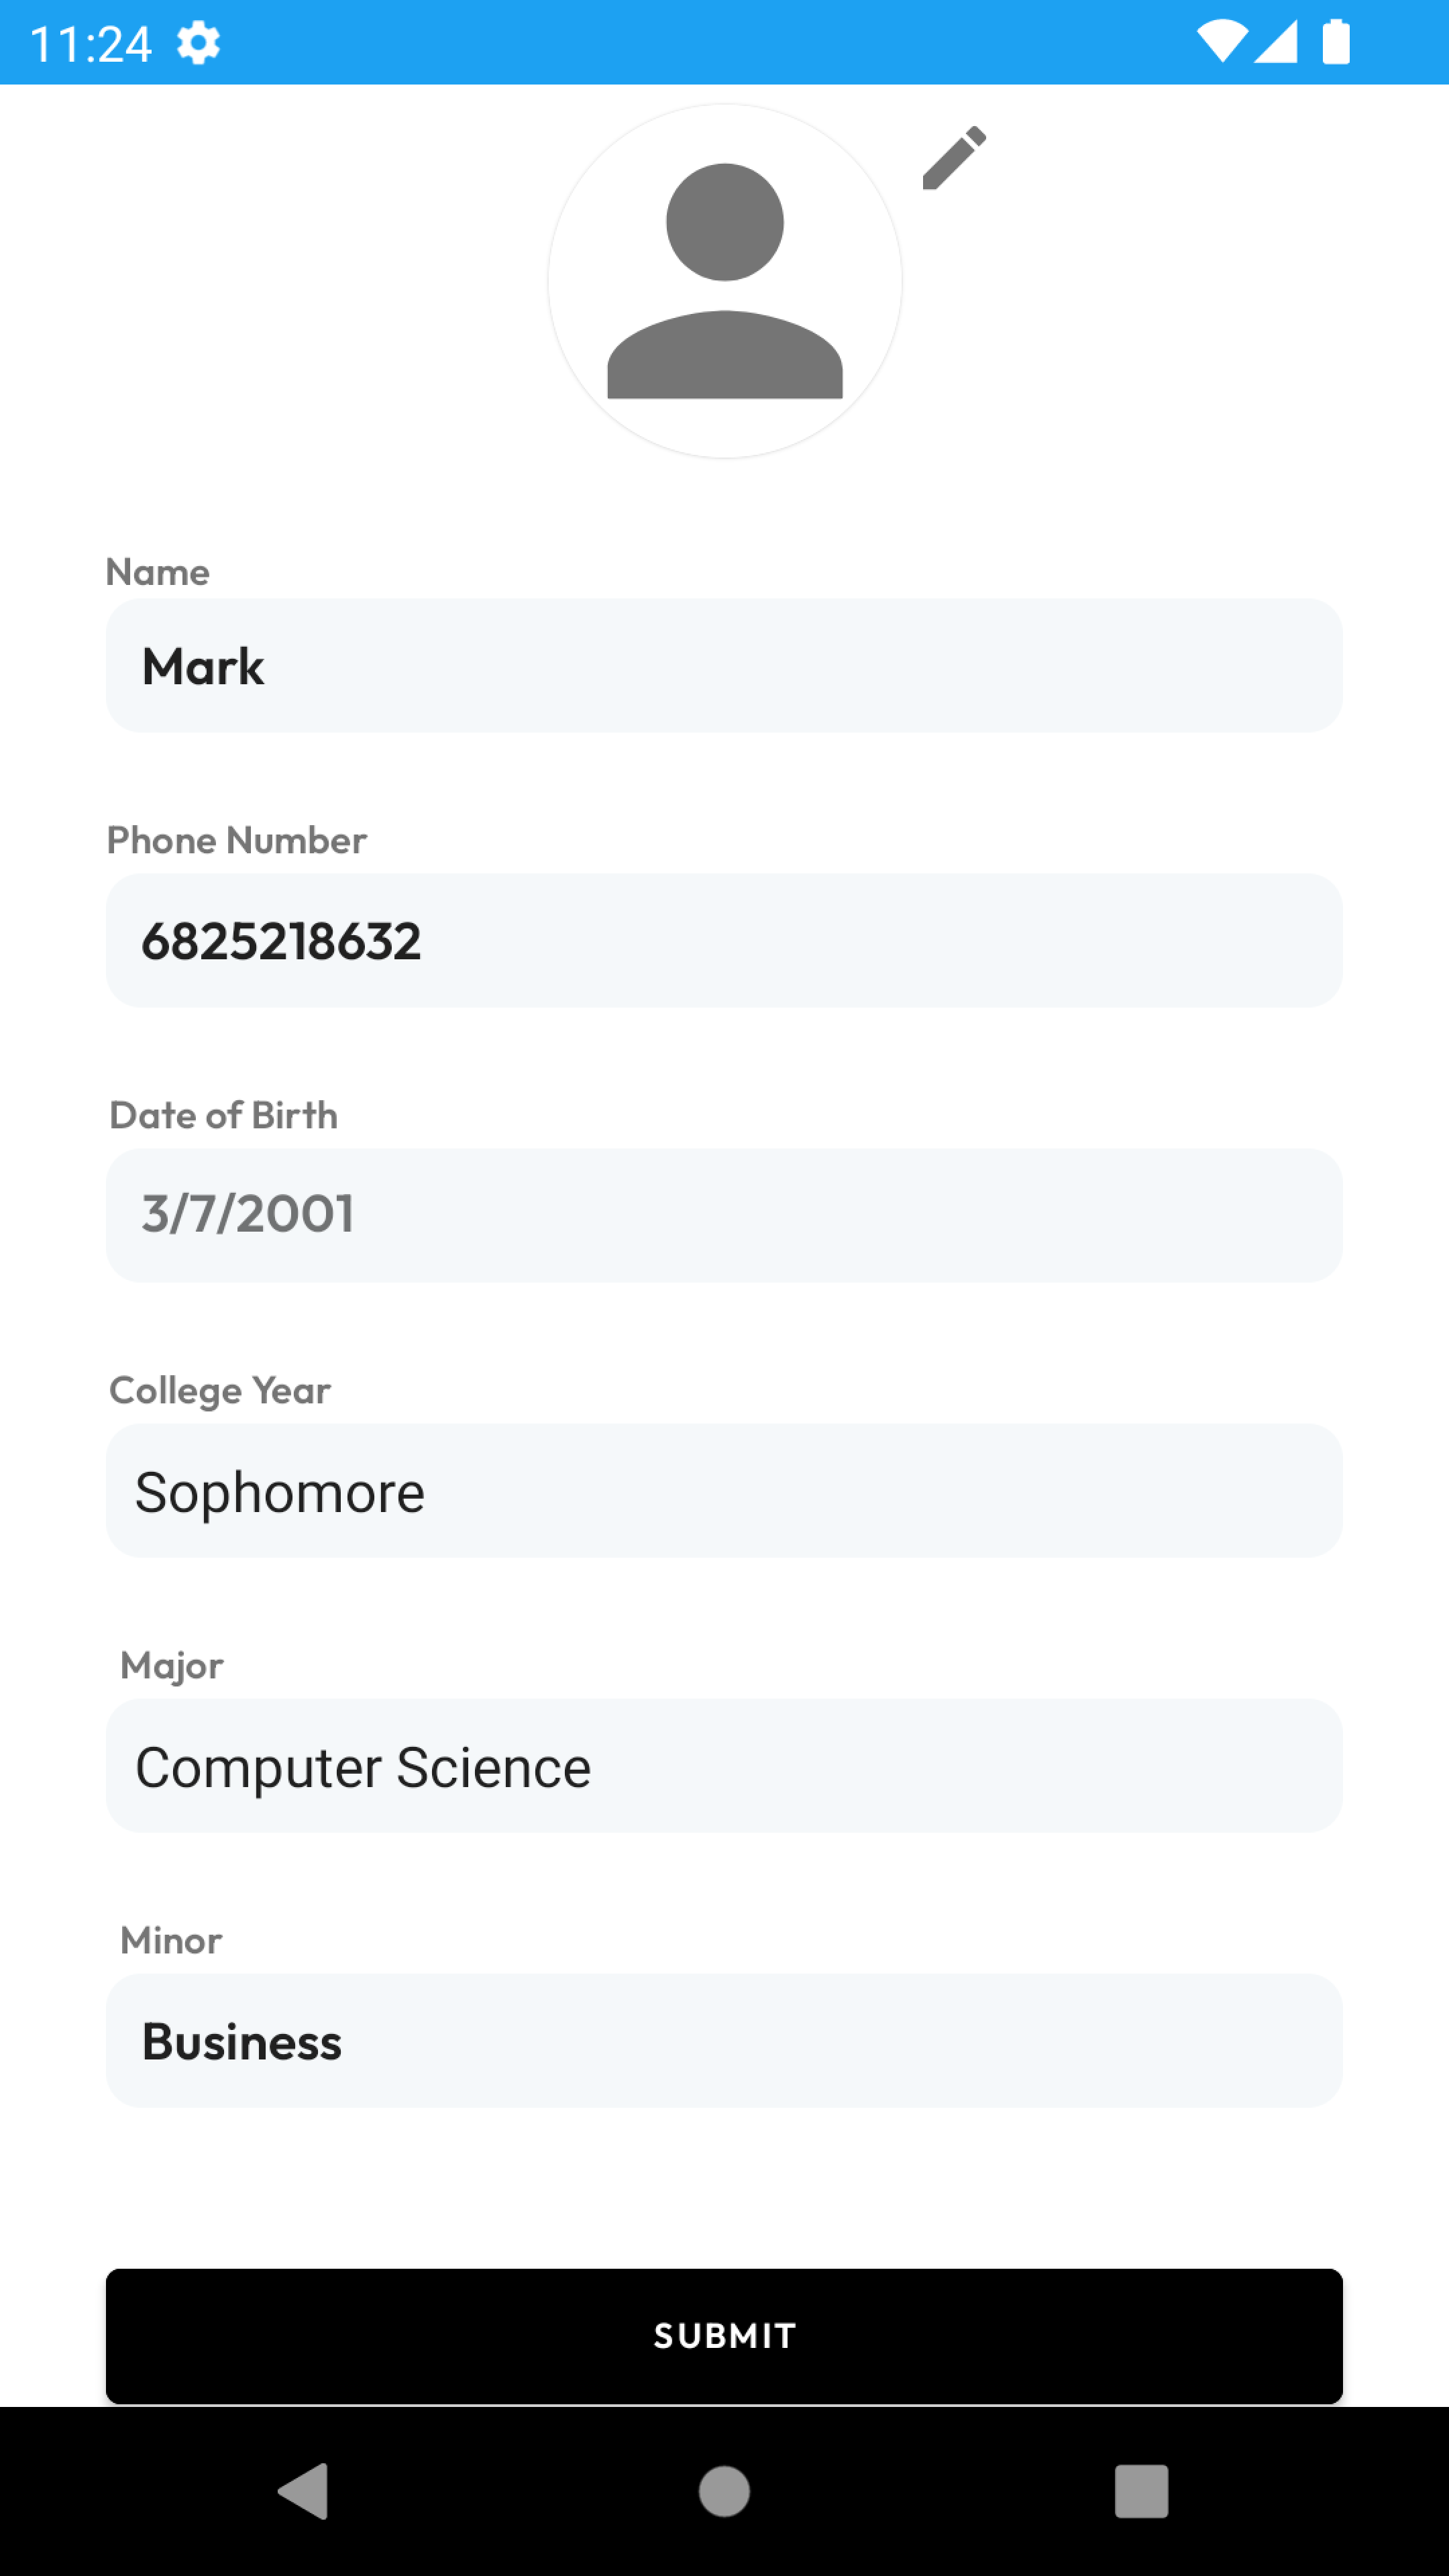 11:24
Name
Mark
Phone Number
6825218632
Date of Birth
3/7/2001
College Year
Sophomore
Major
Computer Science
Minor
Business
SUBMIT